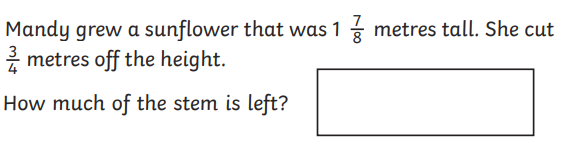 Mandy grew a sunflower that was 1 7/8 metres tall. She cut
3/4 metres off the height.
How much of the stem is left?